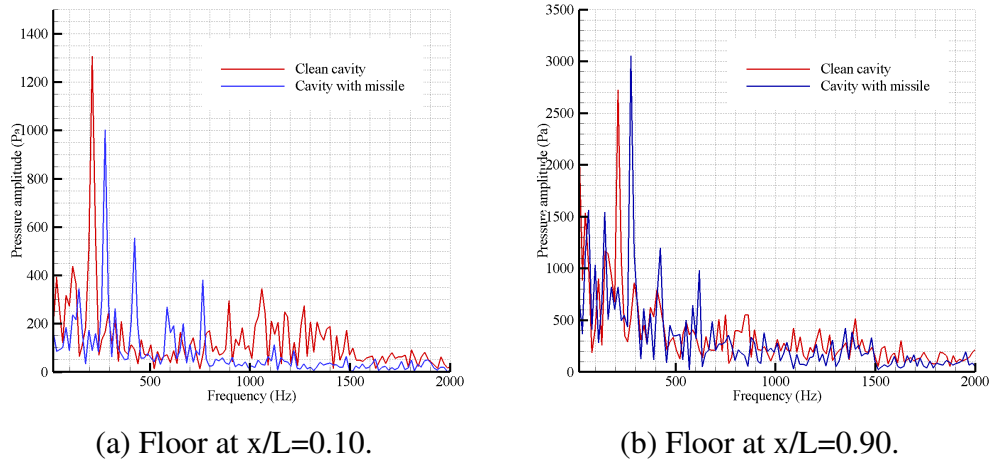 1400
1200
1000
800
600
400
200
0
Pressure amplitude (Pa)
Clean cavity
Cavity with missile
500
1000
1500
2000
Frequency (Hz)
(a) Floor at x/L=0.10.
3500
3000
2500
2000
1500
1000
500
0
Pressure amplitude (Pa)
Clean cavity
Cavity with missile
500
1000
1500
2000
Frequency (Hz)
(b) Floor at x/L=0.90.